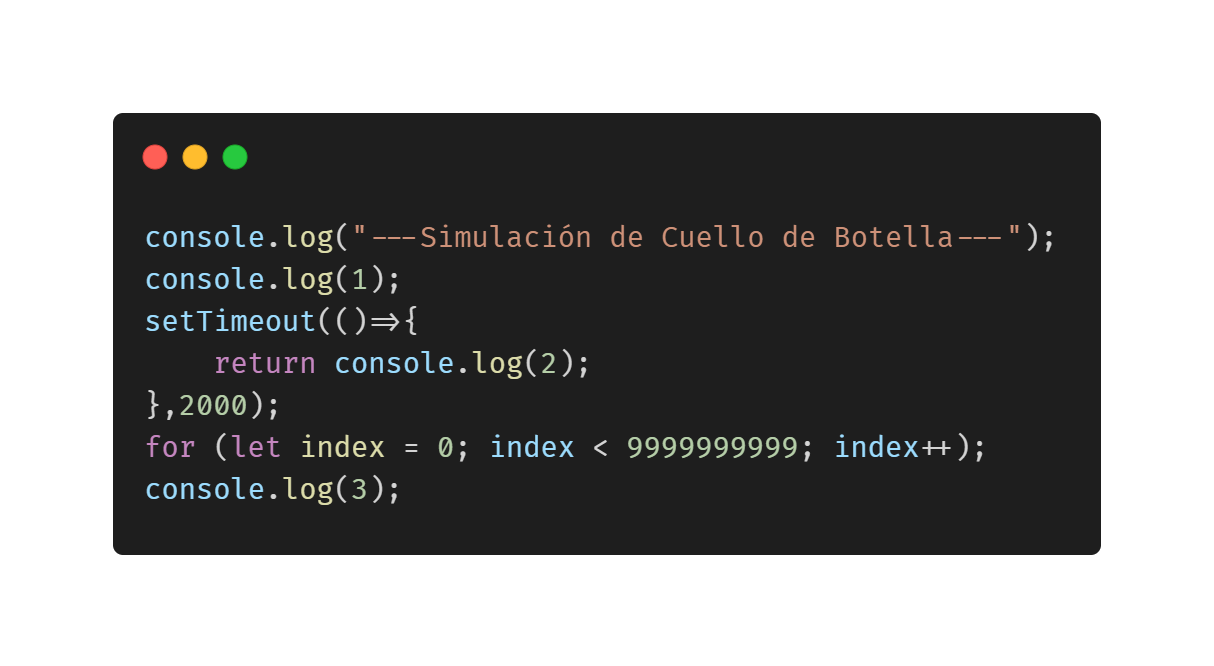 console.log("---Simulación de Cuello de Botella---");
console.log(1);
setTimeout(()=>{
    return console.log(2);
},2000);
for (let index = 0; index < 9999999999; index++);
console.log(3);